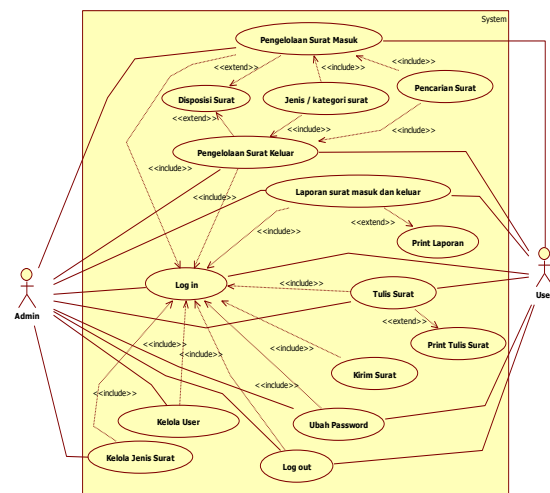 System
Pengelolaan Surat Masuk
<<extend>>
<<include>>
<<include>>
Disposisi Surat
Jenis / kategori surat
Pencarian Surat
<<extend>>
<<include>>
<<include>>
Pengelolaan Surat Keluar
<<include>>
<<include>>
Laporan surat masuk dan keluar
<<extend>>
<<include>>
Print Laporan
Log in
<<include>>
Tulis Surat
Admin
Use
<<extend>>
Print Tulis Surat
<<include>>
<<include>>
<<include>>
Kirim Surat
<<include>>
Kelola User
Ubah Password
Kelola Jenis Surat
Log out